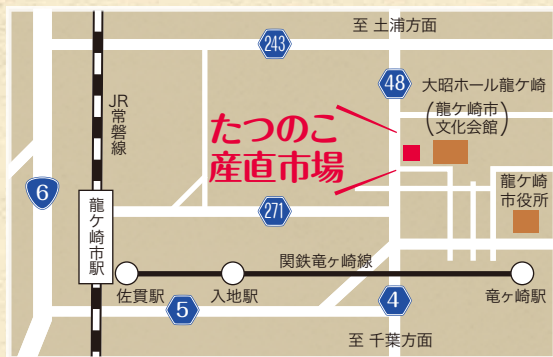 至 土浦方面
243
48
大昭ホール龍ケ崎
(龍ケ崎市
文化会館)
JR
常磐線
たつのこ
産直市場
6
龍ケ崎市駅
271
龍ケ崎
市役所
関鉄竜ヶ崎線
佐貫駅
入地駅
竜ヶ崎駅
5
4
至 千葉方面